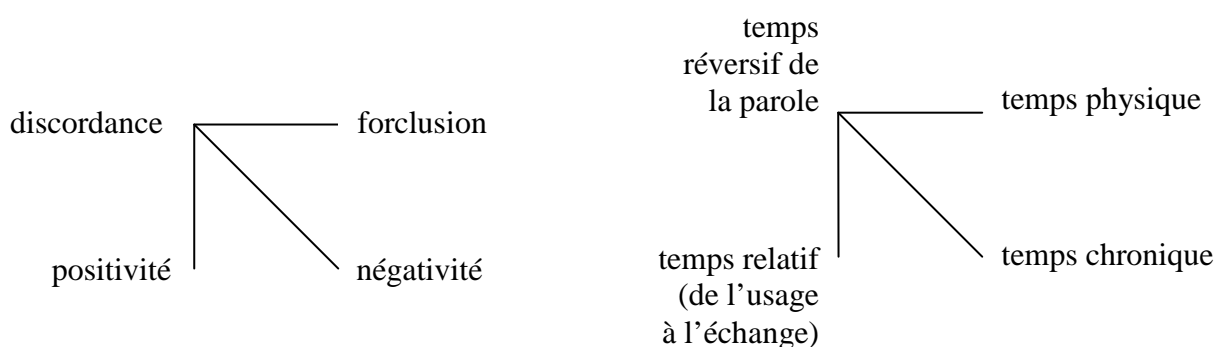 discordance
forclusion
positivité
négativité
temps
réversif de
la parole
temps physique
temps relatif
(de l’usage
à l’échange)
temps chronique